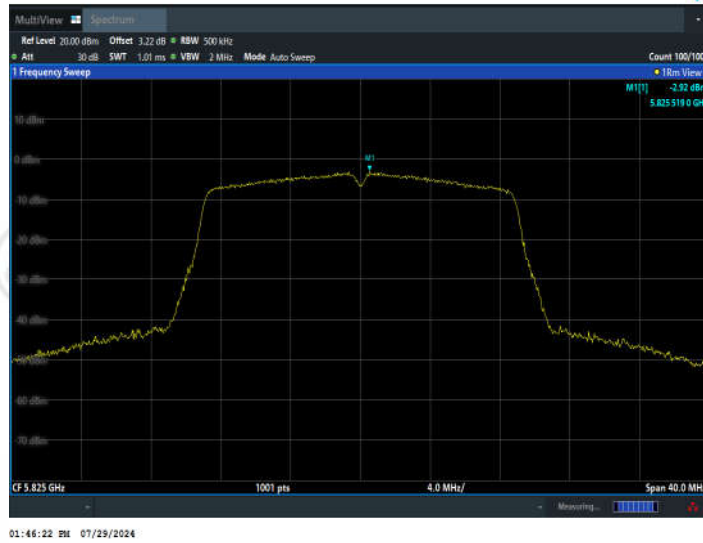 MultiView Spectrum
Ref Level 20.00 dBm Offset 3.22 dB RBW 500 kHz
Att 30 dB SWT 1.01 ms VBW 2 MHz Mode Auto Sweep Count 100/100
1 Frequency Sweep 1Rm View
M1[1] -2.92 dBm
5.825 519 0 GH
10 dBm
0 dBm
M1
-10 dBm
-20 dBm
-30 dBm
-40 dBm
-50 dBm
-60 dBm
-70 dBm
CF 5.825 GHz 1001 pts 4.0 MHz/ Span 40.0 MH
Measuring...
01:46:22 PM 07/29/2024